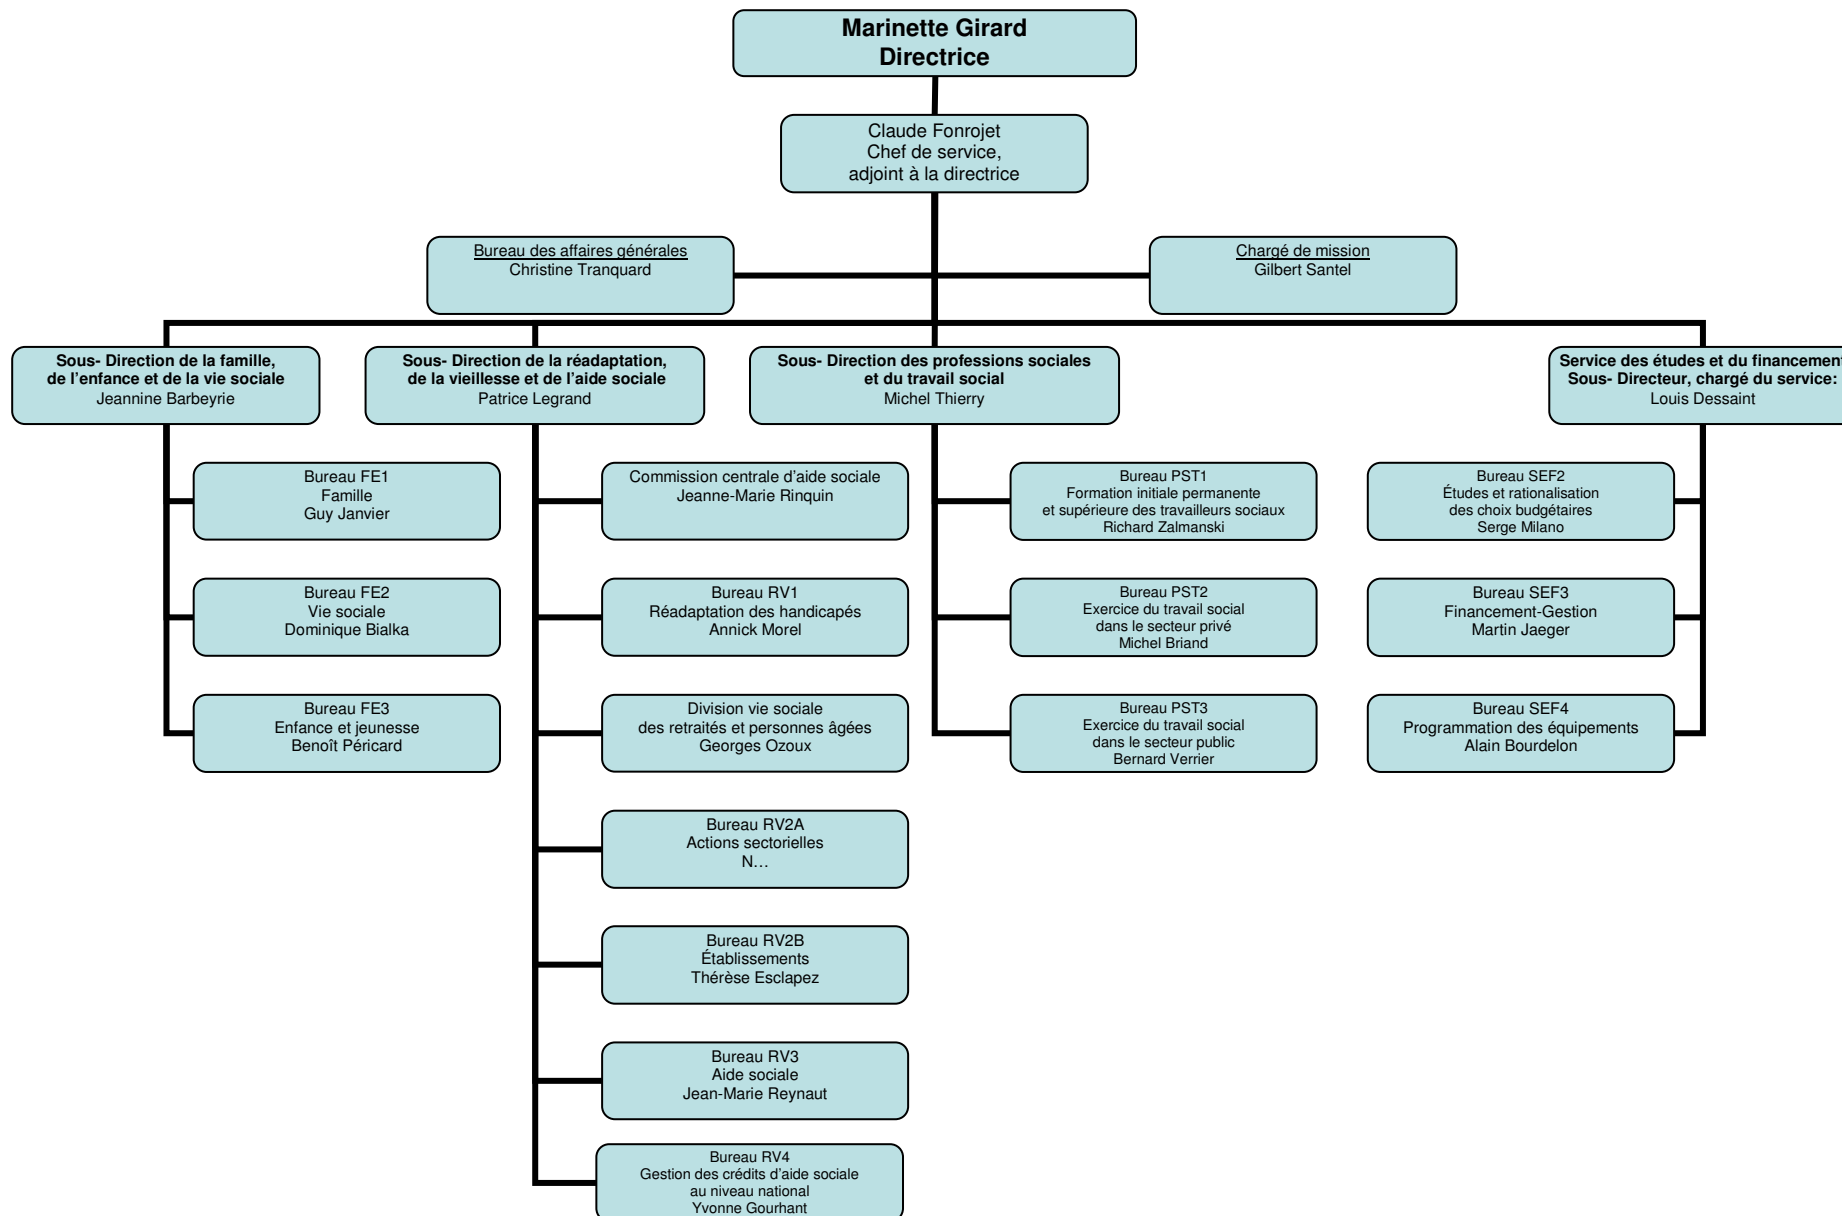 Marinette Girard
Directrice
Claude Fonrojet
Chef de service,
adjoint à la directrice
Bureau des affaires générales
Christine Tranquard
Chargé de mission
Gilbert Santel
Sous- Direction de la famille,
de l'enfance et de la vie sociale
Jeannine Barbeyrie
Sous- Direction de la réadaptation,
de la vieillesse et de l'aide sociale
Patrice Legrand
Sous- Direction des professions sociales
et du travail social
Michel Thierry
Service des études et du financement
Sous- Directeur, chargé du service:
Louis Dessaint
Bureau FE1
Famille
Guy Janvier
Bureau FE2
Vie sociale
Dominique Bialka
Bureau FE3
Enfance et jeunesse
Benoît Péricard
Commission centrale d'aide sociale
Jeanne-Marie Rinquin
Bureau RV1
Réadaptation des handicapés
Annick Morel
Division vie sociale
des retraités et personnes âgées
Georges Ozoux
Bureau RV2A
Actions sectorielles
N…
Bureau RV2B
Établissements
Thérèse Esclapez
Bureau RV3
Aide sociale
Jean-Marie Reynaut
Bureau RV4
Gestion des crédits d'aide sociale
au niveau national
Yvonne Gourhant
Bureau PST1
Formation initiale permanente
et supérieure des travailleurs sociaux
Richard Zalmanski
Bureau PST2
Exercice du travail social
dans le secteur privé
Michel Briand
Bureau PST3
Exercice du travail social
dans le secteur public
Bernard Verrier
Bureau SEF2
Études et rationalisation
des choix budgétaires
Serge Milano
Bureau SEF3
Financement-Gestion
Martin Jaeger
Bureau SEF4
Programmation des équipements
Alain Bourdelon